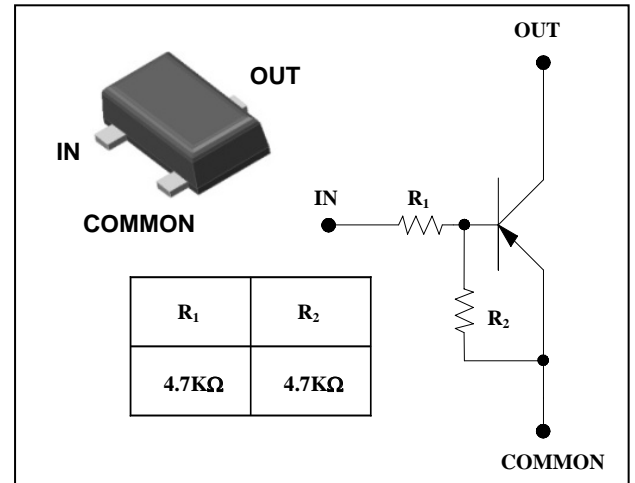 OUT
OUT
IN
COMMON
IN
R₁
R₂
R₁ R₂
4.7KΩ 4.7KΩ
COMMON